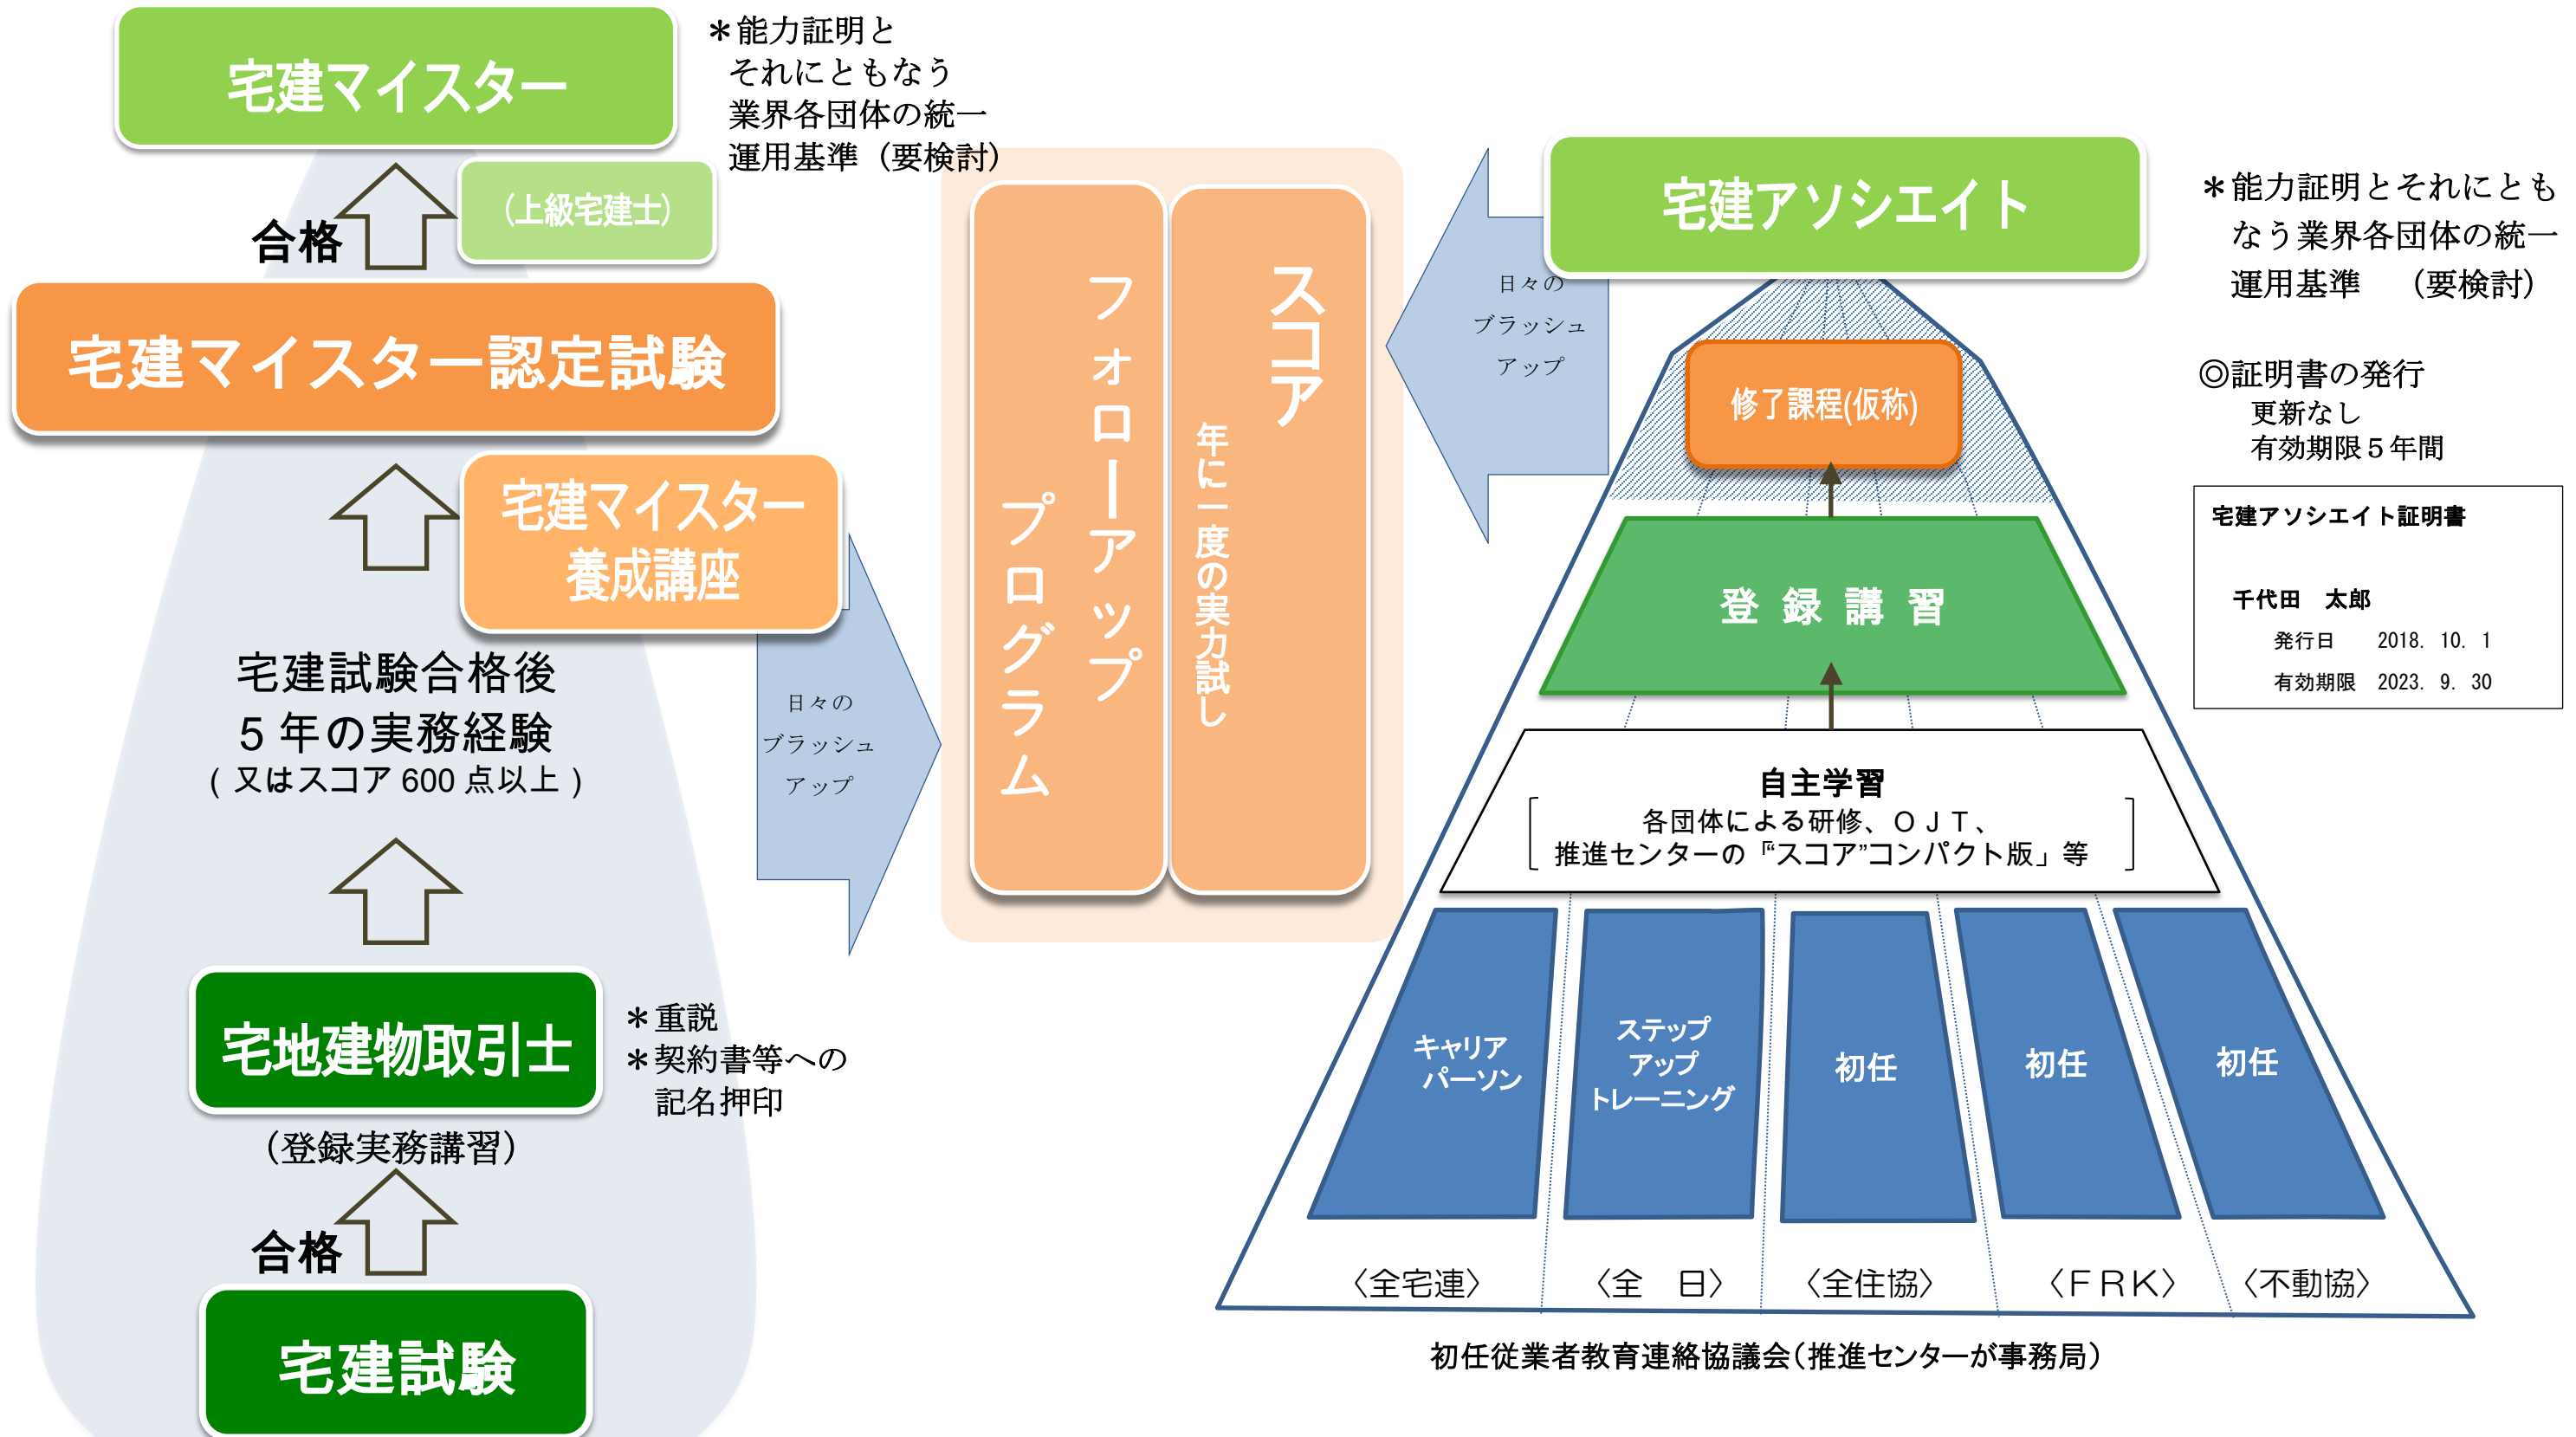 宅建マイスター
＊能力証明と
それにともなう
業界各団体の統一
運用基準（要検討）
（上級宅建士）
合格
宅建マイスター認定試験
宅建マイスター
養成講座
宅建試験合格後
5 年の実務経験
( 又はスコア 600 点以上 )
日々の
ブラッシュ
アップ
宅地建物取引士
＊重説
＊契約書等への
記名押印
（登録実務講習）
合格
宅建試験
スコア
年に一度の実力試し
フォローアップ
プログラム
日々の
ブラッシュ
アップ
宅建アソシエイト
＊能力証明とそれにとも
なう業界各団体の統一
運用基準　（要検討）
◎証明書の発行
更新なし
有効期限５年間
宅建アソシエイト証明書
千代田　太郎
発行日　2018. 10. 1
有効期限　2023. 9. 30
修了課程(仮称)
登 録 講 習
自主学習
各団体による研修、ＯＪＴ、
推進センターの「“スコア”コンパクト版」等
キャリア
パーソン
ステップ
アップ
トレーニング
初任
初任
初任
〈全宅連〉
〈全　日〉
〈全住協〉
〈ＦＲＫ〉
〈不動協〉
初任従業者教育連絡協議会（推進センターが事務局）